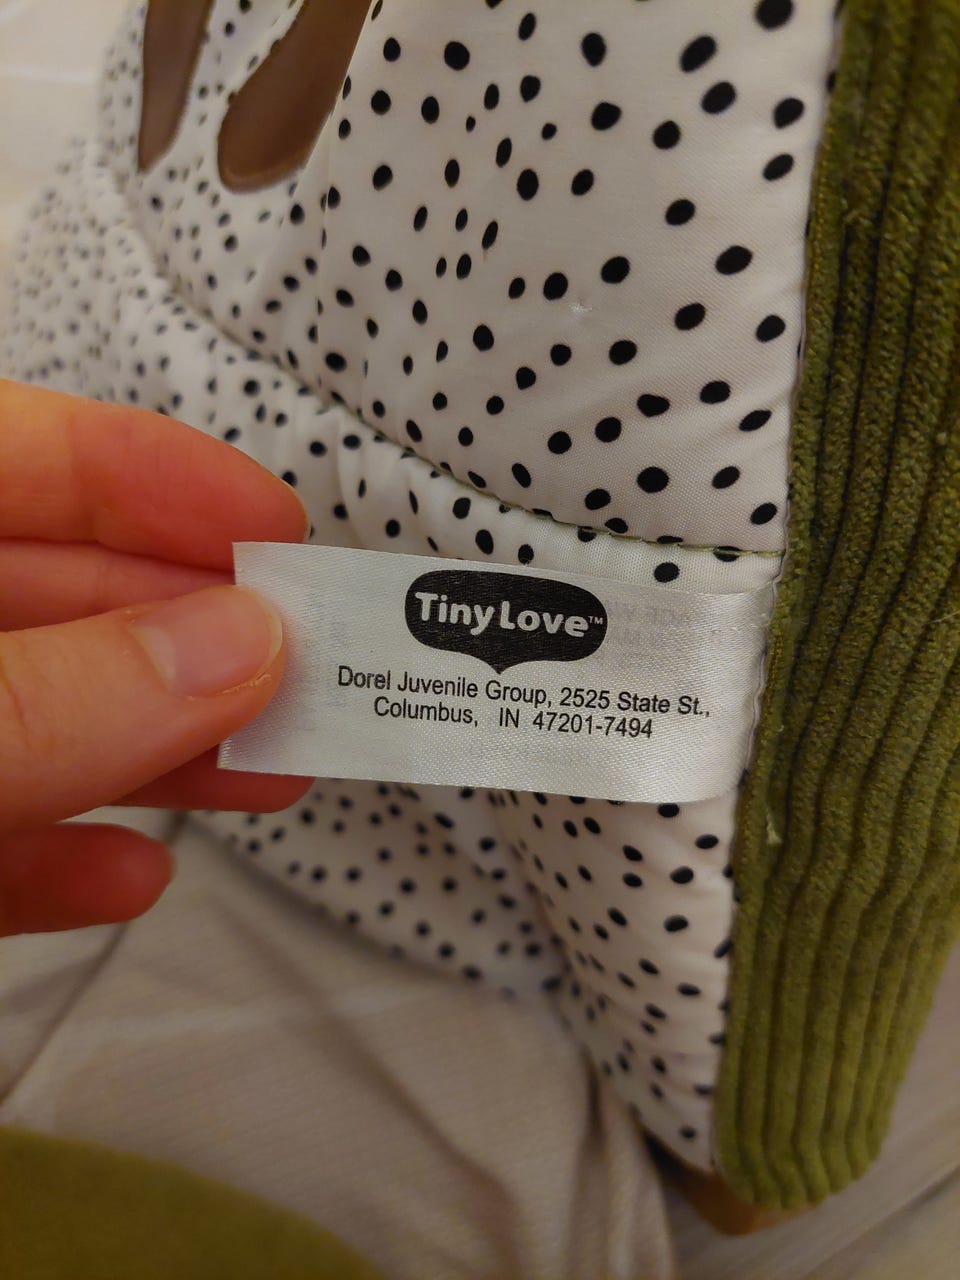 Tiny Love™
Dorel Juvenile Group, 2525 State St.,
Columbus, IN 47201-7494